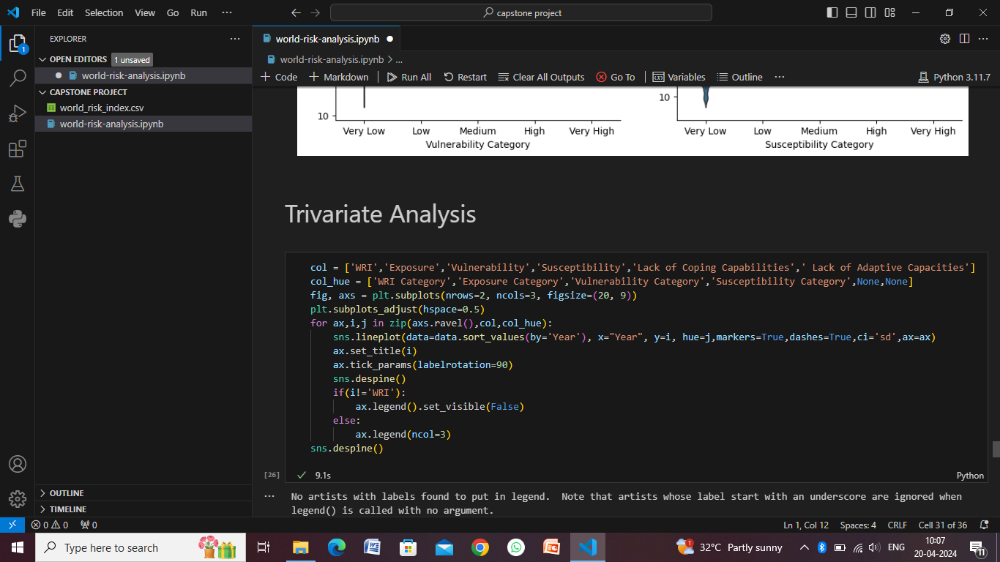 File Edit Selection View Go Run ··· capstone project
EXPLORER ···
OPEN EDITORS 1 unsaved
world-risk-analysis.ipynb
CAPSTONE PROJECT
world_risk_index.csv
world-risk-analysis.ipynb
OUTLINE
TIMELINE
1
world-risk-analysis.ipynb
world-risk-analysis.ipynb > ...
+ Code + Markdown Run All Restart Clear All Outputs Go To Variables Outline ··· Python 3.11.7
10
Very Low Low Medium High Very High
Vulnerability Category
10
Very Low Low Medium High Very High
Susceptibility Category
Trivariate Analysis
col = ['WRI','Exposure','Vulnerability','Susceptibility','Lack of Coping Capabilities',' Lack of Adaptive Capacities']
col_hue = ['WRI Category','Exposure Category','Vulnerability Category','Susceptibility Category',None,None]
fig, axs = plt.subplots(nrows=2, ncols=3, figsize=(20, 9))
plt.subplots_adjust(hspace=0.5)
for ax,i,j in zip(axs.ravel(),col,col_hue):
    sns.lineplot(data=data.sort_values(by='Year'), x="Year", y=i, hue=j,markers=True,dashes=True,ci='sd',ax=ax)
    ax.set_title(i)
    ax.tick_params(labelrotation=90)
    sns.despine()
    if(i!='WRI'):
        ax.legend().set_visible(False)
    else:
        ax.legend(ncol=3)
sns.despine()
[26] ✓ 9.1s Python
··· No artists with labels found to put in legend.  Note that artists whose label start with an underscore are ignored when
legend() is called with no argument.
0 0 0 Ln 1, Col 12 Spaces: 4 CRLF Cell 31 of 36
Type here to search 32°C Partly sunny ENG 10:07
20-04-2024 11